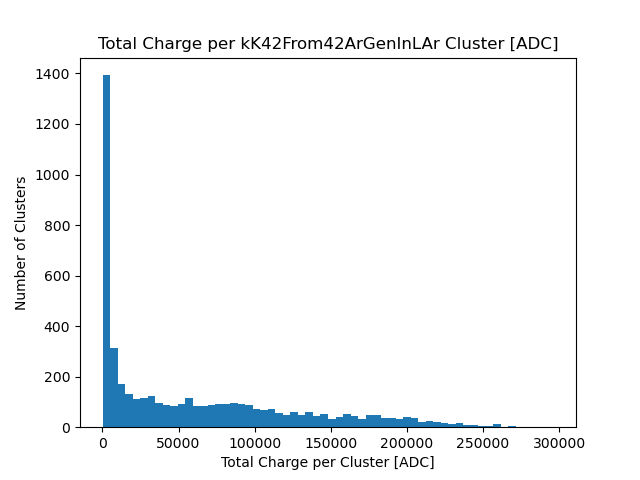 Total Charge per kK42From42ArGenInLAr Cluster [ADC]
1400
1200
1000
800
600
400
200
0
Number of Clusters
0 50000 100000 150000 200000 250000 300000
Total Charge per Cluster [ADC]